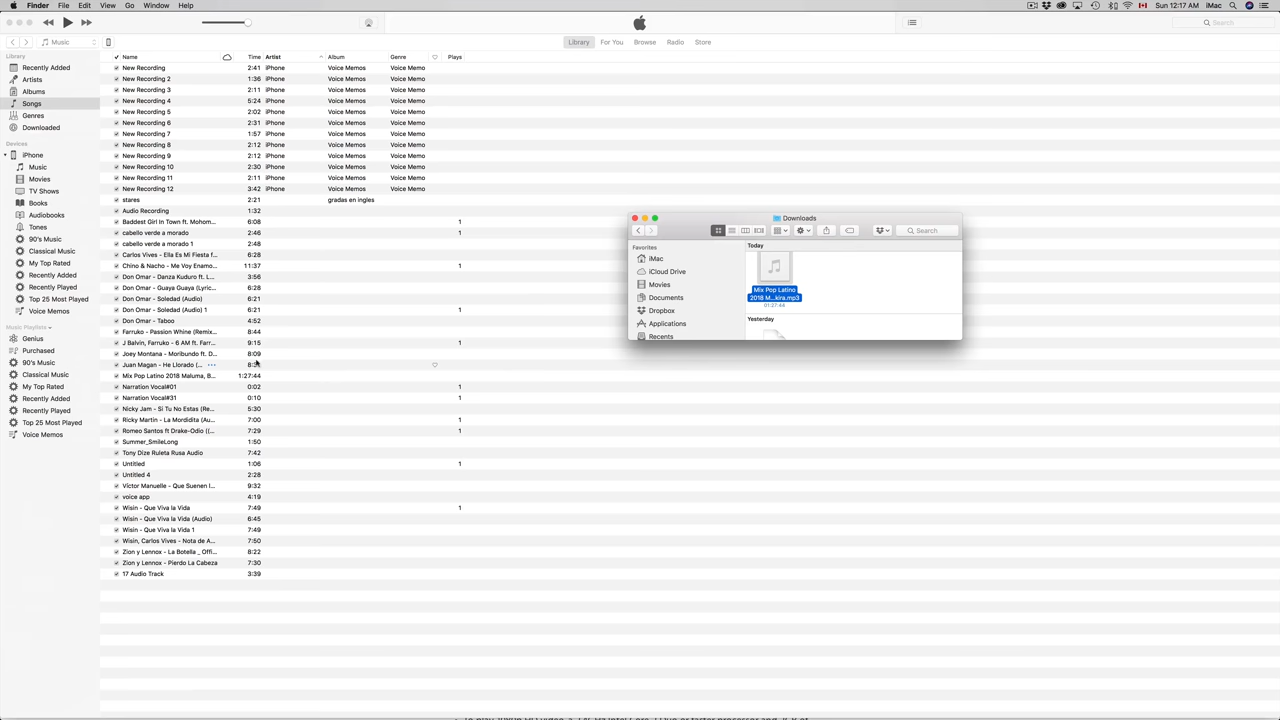 Finder File Edit View Go Window Help Sun 12:17 AM iMac
Search
Music Library For You Browse Radio Store
Library
Recently Added
Artists
Albums
Songs
Genres
Downloaded
Devices
iPhone
Music
Movies
TV Shows
Books
Audiobooks
Tones
90's Music
Classical Music
My Top Rated
Recently Added
Recently Played
Top 25 Most Played
Voice Memos
Music Playlists
Genius
Purchased
90's Music
Classical Music
My Top Rated
Recently Added
Recently Played
Top 25 Most Played
Voice Memos
Name Time Artist Album Genre Plays
New Recording 2:41 iPhone Voice Memos Voice Memo
New Recording 2 1:36 iPhone Voice Memos Voice Memo
New Recording 3 2:11 iPhone Voice Memos Voice Memo
New Recording 4 5:24 iPhone Voice Memos Voice Memo
New Recording 5 2:02 iPhone Voice Memos Voice Memo
New Recording 6 2:31 iPhone Voice Memos Voice Memo
New Recording 7 1:57 iPhone Voice Memos Voice Memo
New Recording 8 2:12 iPhone Voice Memos Voice Memo
New Recording 9 2:12 iPhone Voice Memos Voice Memo
New Recording 10 2:30 iPhone Voice Memos Voice Memo
New Recording 11 2:11 iPhone Voice Memos Voice Memo
New Recording 12 3:42 iPhone Voice Memos Voice Memo
stares 2:21 gradas en ingles
Audio Recording 1:32
Baddest Girl In Town ft. Mohom... 6:08 1
cabello verde a morado 2:46 1
cabello verde a morado 1 2:48
Carlos Vives - Ella Es Mi Fiesta f... 6:28
Chino & Nacho - Me Voy Enamo... 11:37 1
Don Omar - Danza Kuduro ft. L... 3:56
Don Omar - Guaya Guaya (Lyric... 6:28
Don Omar - Soledad (Audio) 6:21
Don Omar - Soledad (Audio) 1 6:21 1
Don Omar - Taboo 4:52
Farruko - Passion Whine (Remix... 8:44
J Balvin, Farruko - 6 AM ft. Farr... 9:15 1
Joey Montana - Moribundo ft. D... 8:09
Juan Magan - He Llorado (...
Mix Pop Latino 2018 Maluma, B... 1:27:44
Narration Vocal#01 0:02 1
Narration Vocal#31 0:10 1
Nicky Jam - Si Tu No Estas (Re... 5:30
Ricky Martin - La Mordidita (Au... 7:00 1
Romeo Santos ft Drake-Odio ((... 7:29 1
Summer_SmileLong 1:50
Tony Dize Ruleta Rusa Audio 7:42
Untitled 1:06 1
Untitled 4 2:28
Víctor Manuelle - Que Suenen l... 9:32
voice app 4:19
Wisin - Que Viva la Vida 7:49 1
Wisin - Que Viva la Vida (Audio) 6:45
Wisin - Que Viva la Vida 1 7:49
Wisin, Carlos Vives - Nota de A... 7:50
Zion y Lennox - La Botella _ Offi... 8:22
Zion y Lennox - Pierdo La Cabeza 7:30
17 Audio Track 3:39
Downloads
Search
Favorites
iMac
iCloud Drive
Movies
Documents
Dropbox
Applications
Recents
Today
Mix Pop Latino
2018 M...kira.mp3
01:27:44
Yesterday